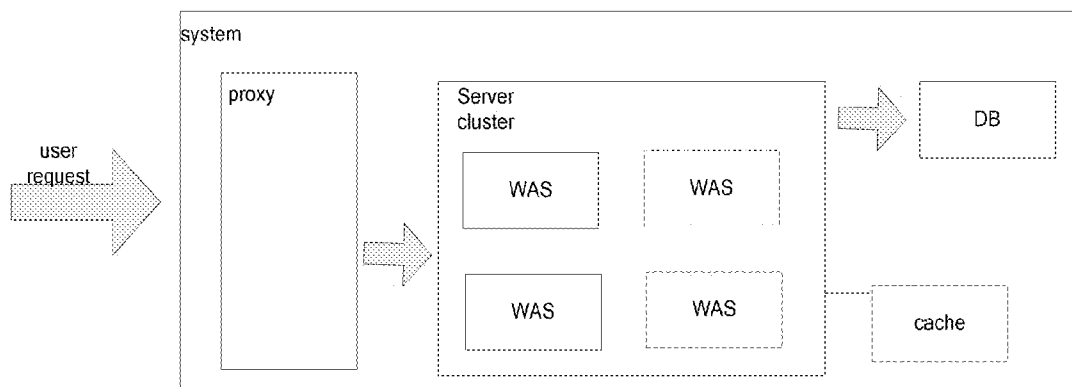 system
proxy
user
request
Server
cluster
WAS
WAS
WAS
WAS
DB
cache